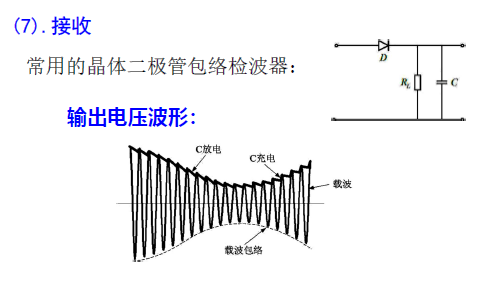 (7).接收
常用的晶体二极管包络检波器：
D
R_L
C
输出电压波形：
C放电
C充电
载波
载波包络